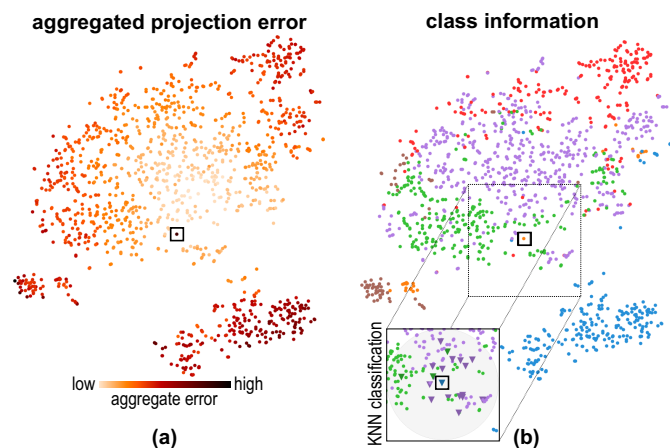 aggregated projection error
class information
KNN classification
low high
aggregate error
(a)
(b)